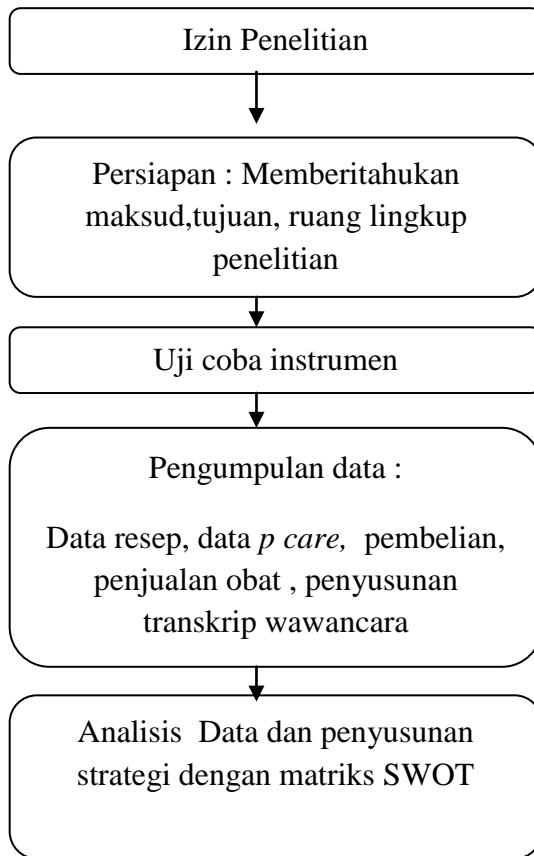 Izin Penelitian
Persiapan : Memberitahukan
maksud,tujuan, ruang lingkup
penelitian
Uji coba instrumen
Pengumpulan data :
Data resep, data p care, pembelian,
penjualan obat , penyusunan
transkrip wawancara
Analisis Data dan penyusunan
strategi dengan matriks SWOT